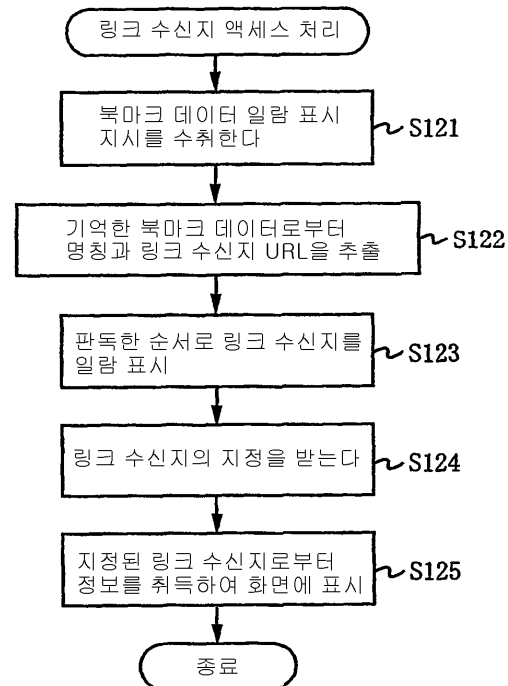 링크 수신지 액세스 처리
북마크 데이터 일람 표시
지시를 수취한다
S121
기억한 북마크 데이터로부터
명칭과 링크 수신지 URL을 추출
S122
판독한 순서로 링크 수신지를
일람 표시
S123
링크 수신지의 지정을 받는다
S124
지정된 링크 수신지로부터
정보를 취득하여 화면에 표시
S125
종료